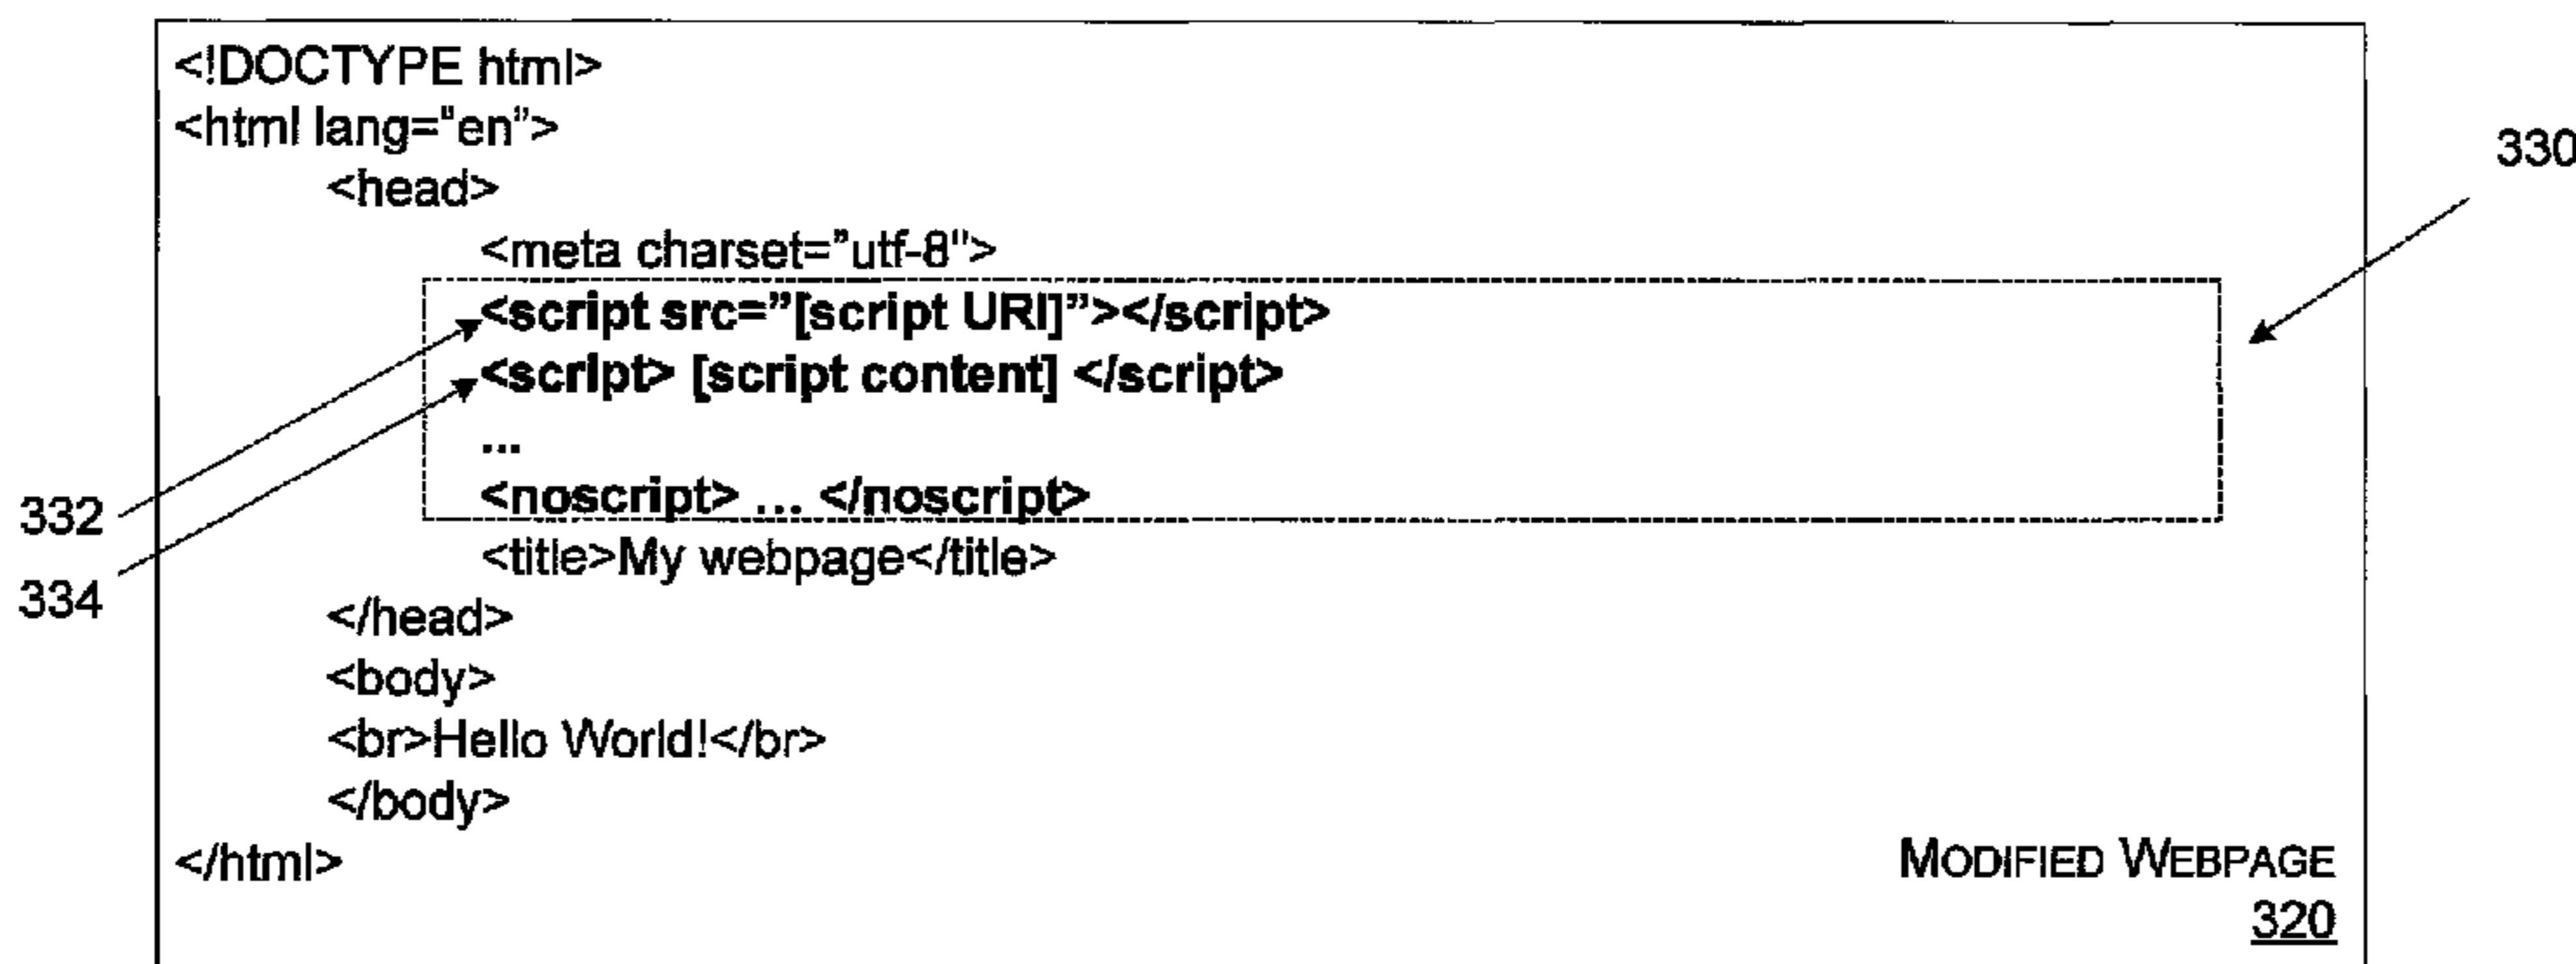 <!DOCTYPE html>
<html lang="en”>
330
<head>
<meta charset=”utf-8">
<script src=”[script URI]”></script>
<script> [script content] </script>
...
<noscript> ... </noscript>
332
<title>My webpage</title>
334
</head>
<body>
<br>Hello World!</br>
</body>
</html>
MODIFIED WEBPAGE
320